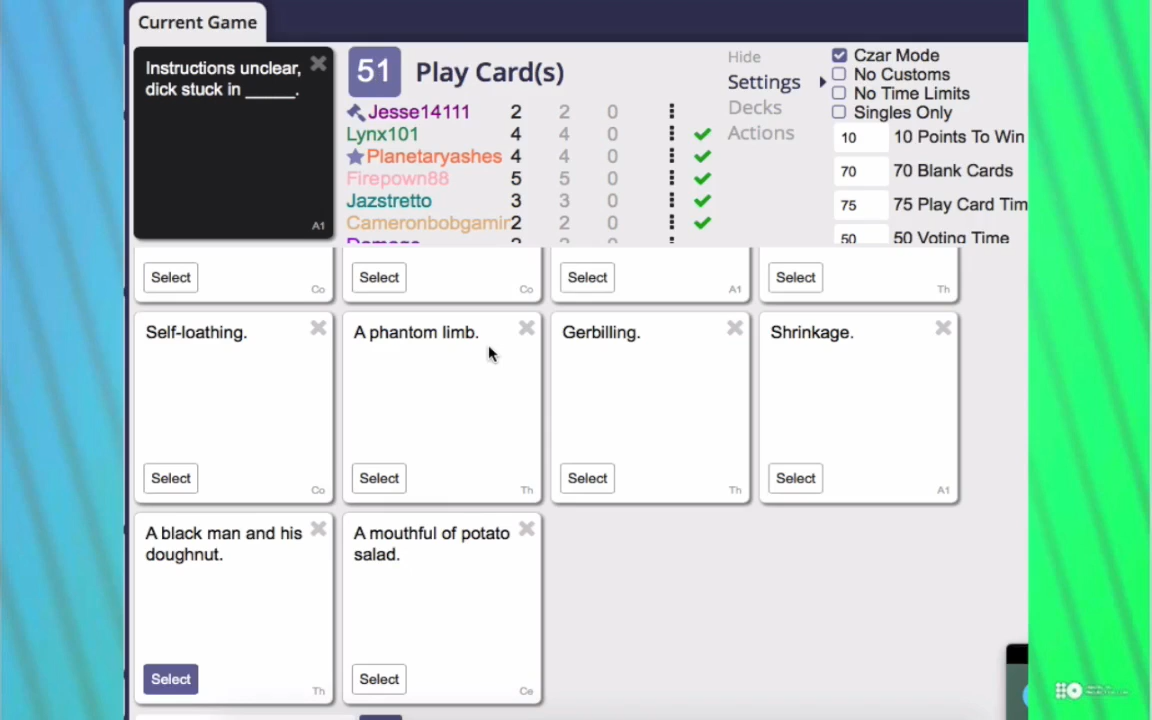 Current Game
Instructions unclear,
dick stuck in _____.
A1
51
Play Card(s)
Jesse14111 2 2 0
Lynx101 4 4 0
Planetaryashes 4 4 0
Firepown88 5 5 0
Jazstretto 3 3 0
Cameronbobgamin 2 2 0
Hide
Settings
Decks
Actions
Czar Mode
No Customs
No Time Limits
Singles Only
10 10 Points To Win
70 70 Blank Cards
75 75 Play Card Tim
50 50 Voting Time
Select Co
Select Co
Select A1
Select Th
Self-loathing.
Select Co
A phantom limb.
Select Th
Gerbilling.
Select Th
Shrinkage.
Select A1
A black man and his
doughnut.
Select Th
A mouthful of potato
salad.
Select Ce